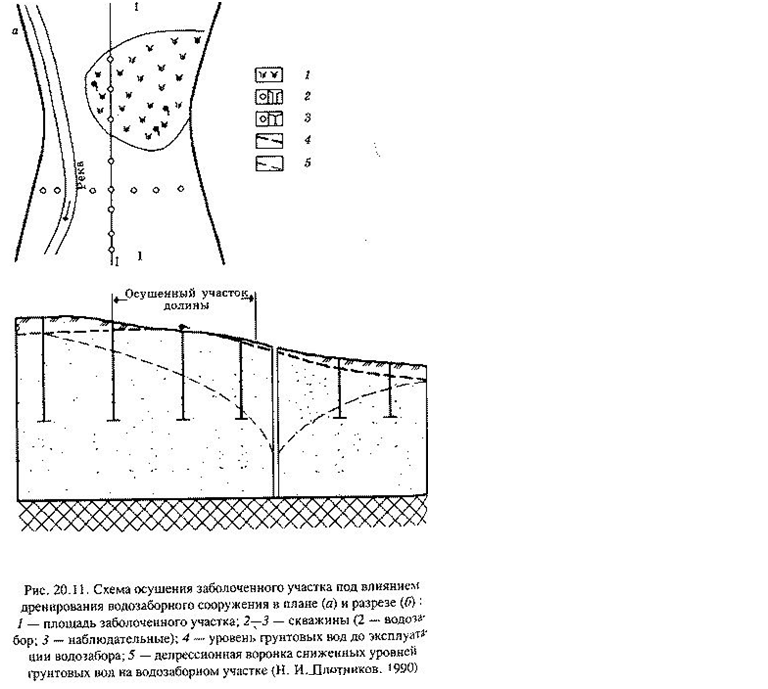 I
а
1
2
3
4
5
Река
I 1
Осушенный участок
долины
Рис. 20.11. Схема осушения заболоченного участка под влиянием
дренирования водозаборного сооружения в плане (а) и разрезе (б) :
1 — площадь заболоченного участка; 2—3 — скважины (2 — водоза-
бор; 3 — наблюдательные); 4 — уровень грунтовых вод до эксплуата-
ции водозабора; 5 — депрессионная воронка сниженных уровней
грунтовых вод на водозаборном участке (Н. И. Плотников. 1990)